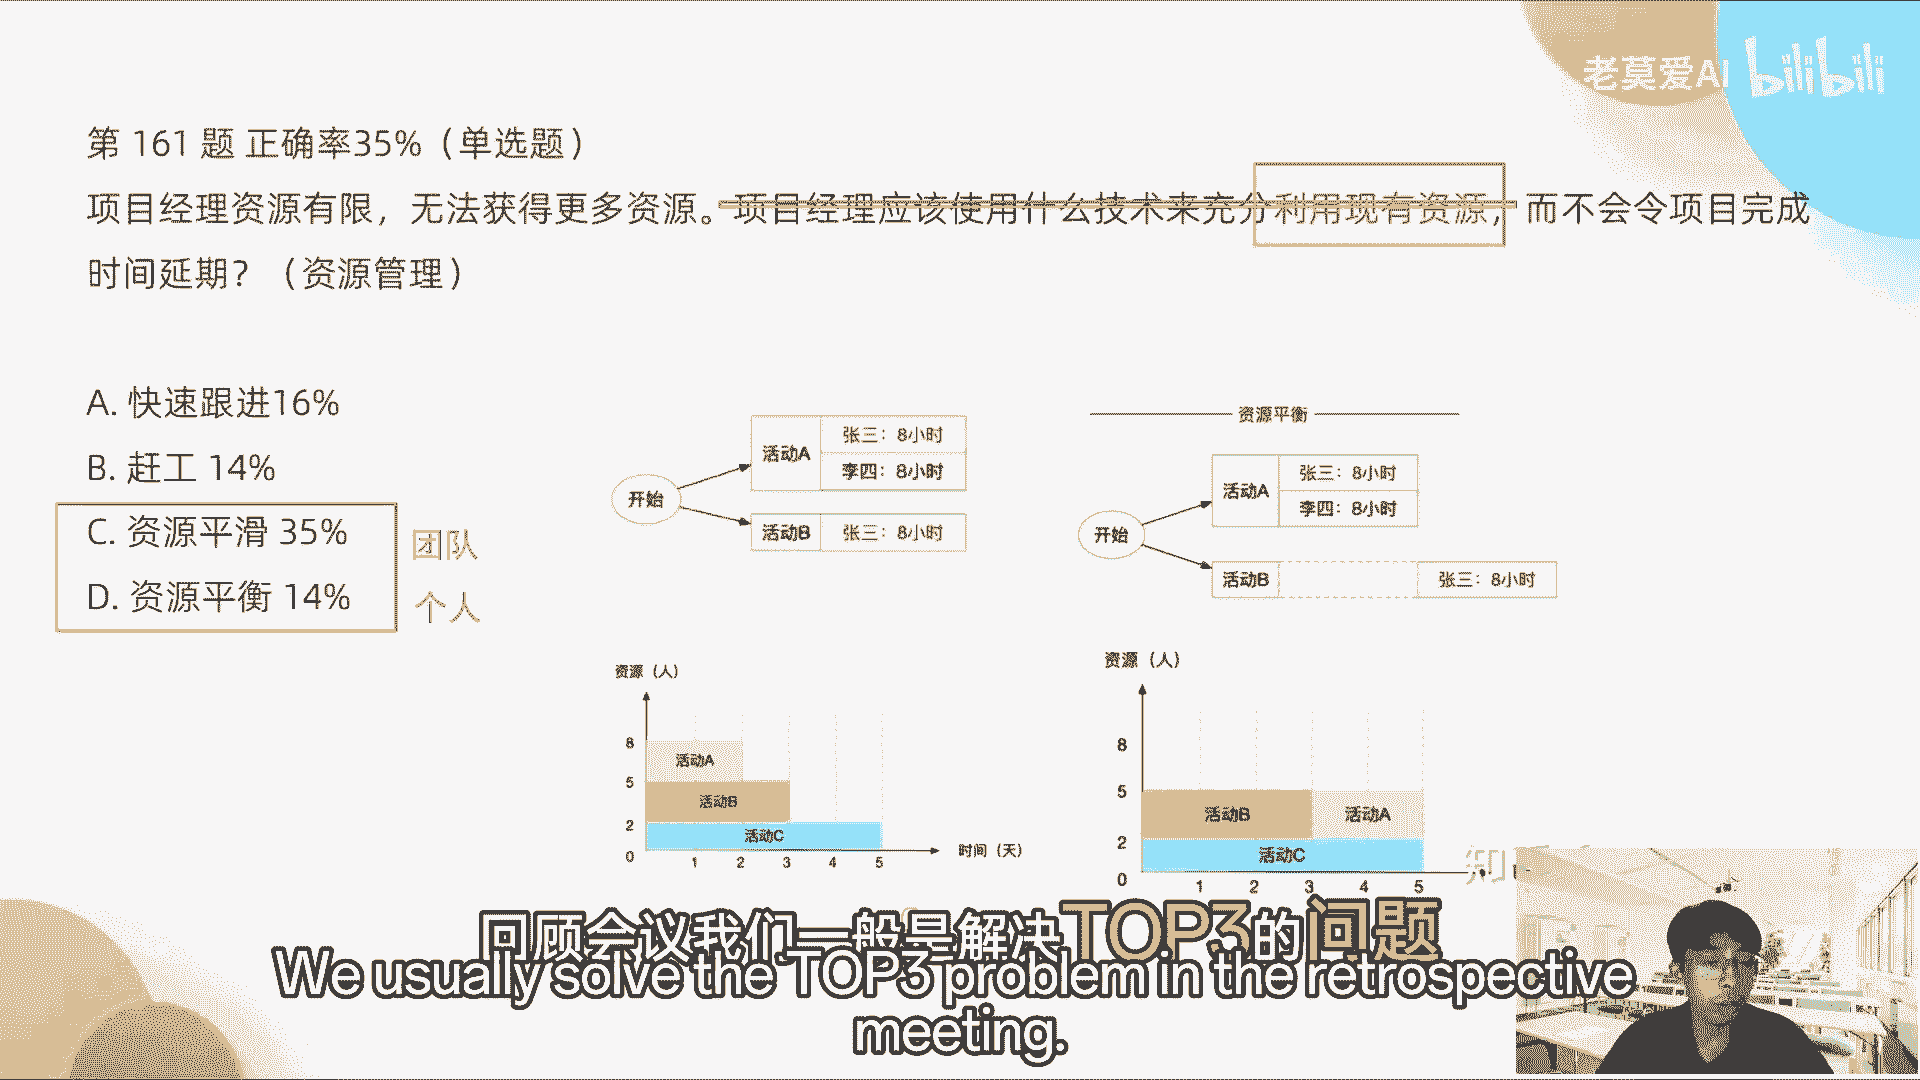 老莫爱AI bilibili
第 161 题 正确率35%（单选题）
项目经理资源有限，无法获得更多资源。项目经理应该使用什么技术来充分利用现有资源，而不会令项目完成
时间延期？（资源管理）
A. 快速跟进16%
B. 赶工 14%
C. 资源平滑 35%
团队
D. 资源平衡 14%
个人
开始
活动A
张三：8小时
李四：8小时
活动B
张三：8小时
资源平衡
开始
活动A
张三：8小时
李四：8小时
活动B
张三：8小时
资源（人）
8
5
2
0
活动A
活动B
活动C
1 2 3 4 5
时间（天）
资源（人）
8
5
2
0
活动B
活动A
活动C
1 2 3 4 5
知
回顾会议我们一般是解决TOP3的问题
We usually solve the TOP3 problem in the retrospective
meeting.